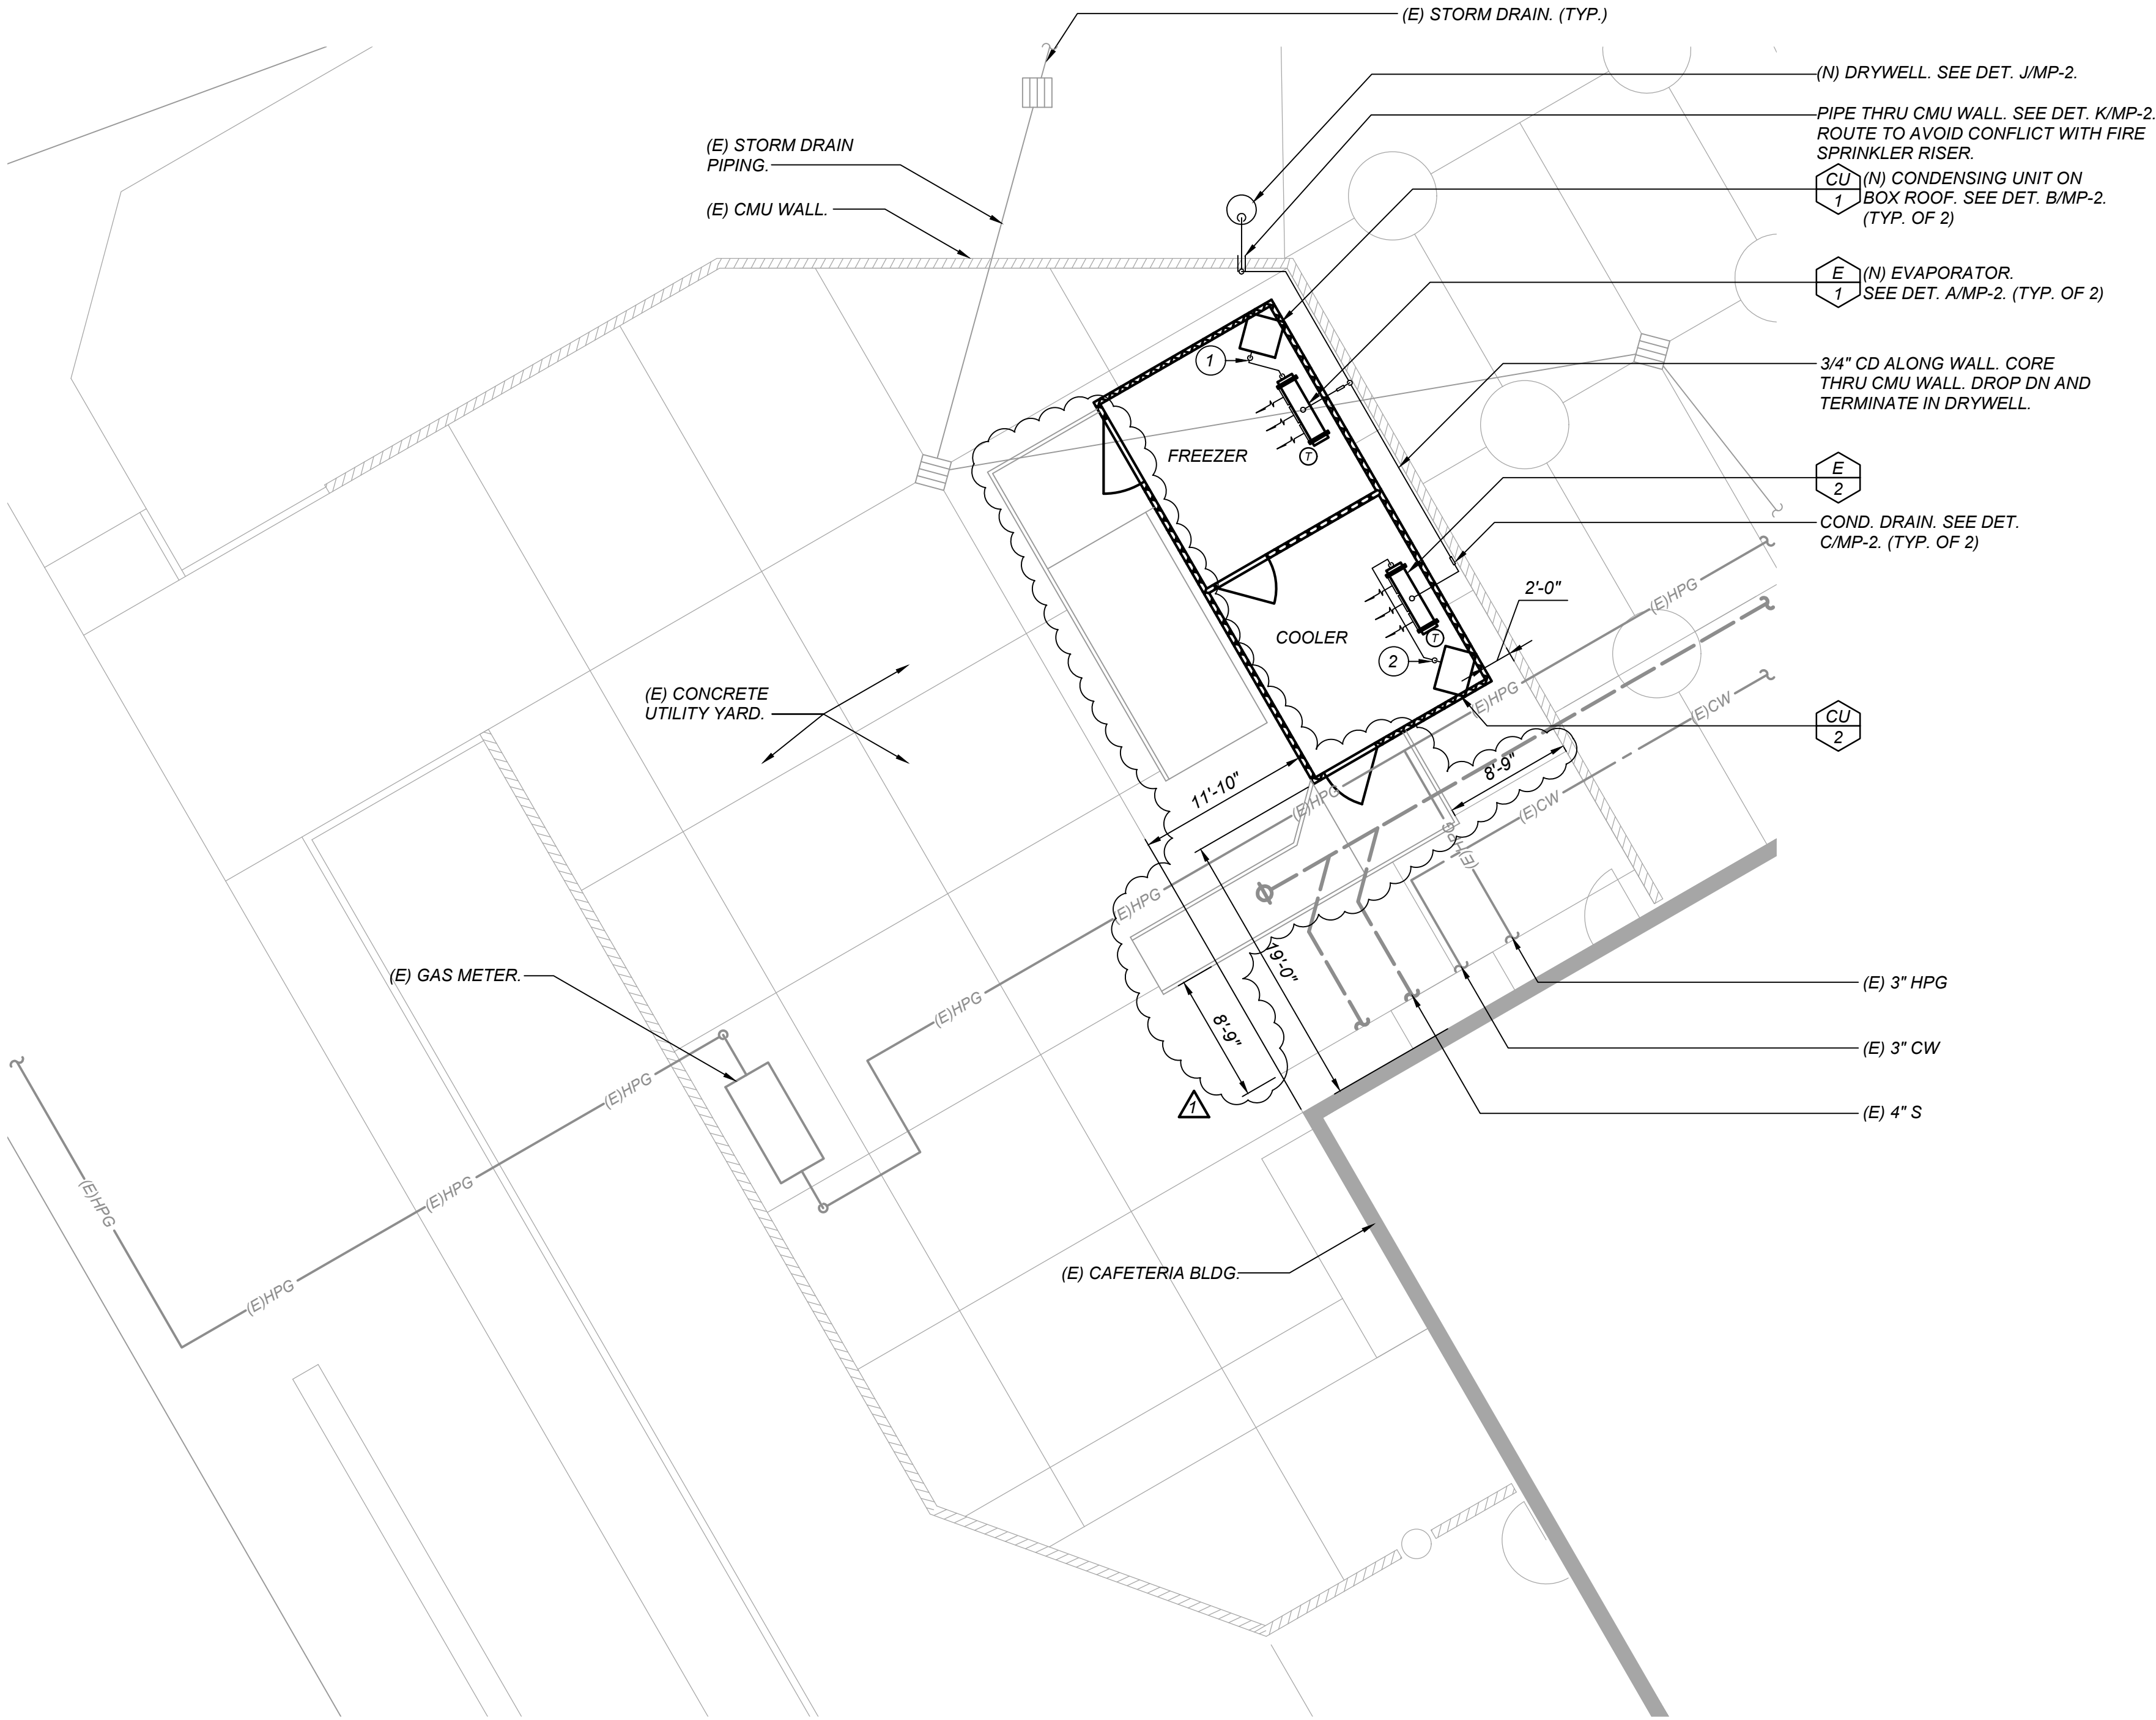 (E) STORM DRAIN. (TYP.)
(N) DRYWELL. SEE DET. J/MP-2.
PIPE THRU CMU WALL. SEE DET. K/MP-2.
ROUTE TO AVOID CONFLICT WITH FIRE
SPRINKLER RISER.
(E) STORM DRAIN
PIPING.
(E) CMU WALL.
CU
1
(N) CONDENSING UNIT ON
BOX ROOF. SEE DET. B/MP-2.
(TYP. OF 2)
E
1
(N) EVAPORATOR.
SEE DET. A/MP-2. (TYP. OF 2)
1
3/4" CD ALONG WALL. CORE
THRU CMU WALL. DROP DN AND
TERMINATE IN DRYWELL.
FREEZER
T
E
2
COND. DRAIN. SEE DET.
C/MP-2. (TYP. OF 2)
2'-0"
(E)HPG
COOLER
T
2
(E)HPG
(E)CW
(E) CONCRETE
UTILITY YARD.
CU
2
8'-9"
11'-10"
(E)HPG
(E)CW
(E)HPG
(E)HPG
19'-0"
(E) GAS METER.
(E)HPG
8'-9"
(E) 3" HPG
(E) 3" CW
(E)HPG
1
(E) 4" S
(E)HPG
(E)HPG
(E)HPG
(E) CAFETERIA BLDG.